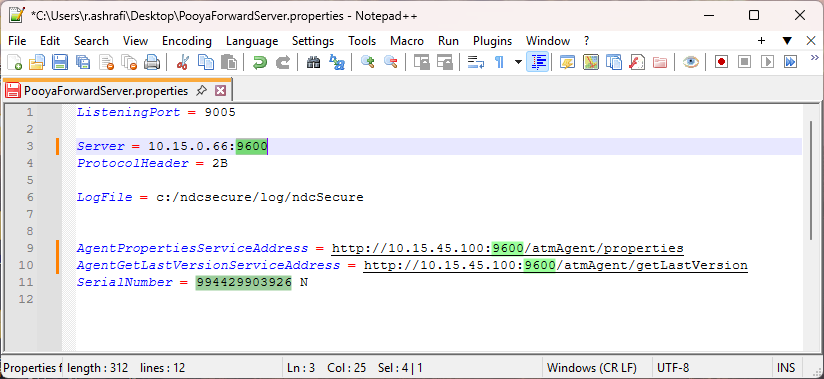 *C:\Users\r.ashrafi\Desktop\PooyaForwardServer.properties - Notepad++
File Edit Search View Encoding Language Settings Tools Macro Run Plugins Window ? + ▼ ×
PooyaForwardServer.properties
1 ListeningPort = 9005
2
3 Server = 10.15.0.66:9600
4 ProtocolHeader = 2B
5
6 LogFile = c:/ndcsecure/log/ndcSecure
7
8
9 AgentPropertiesServiceAddress = http://10.15.45.100:9600/atmAgent/properties
10 AgentGetLastVersionServiceAddress = http://10.15.45.100:9600/atmAgent/getLastVersion
11 SerialNumber = 994429903926 N
12
Properties f length : 312 lines : 12 Ln : 3 Col : 25 Sel : 4 | 1 Windows (CR LF) UTF-8 INS